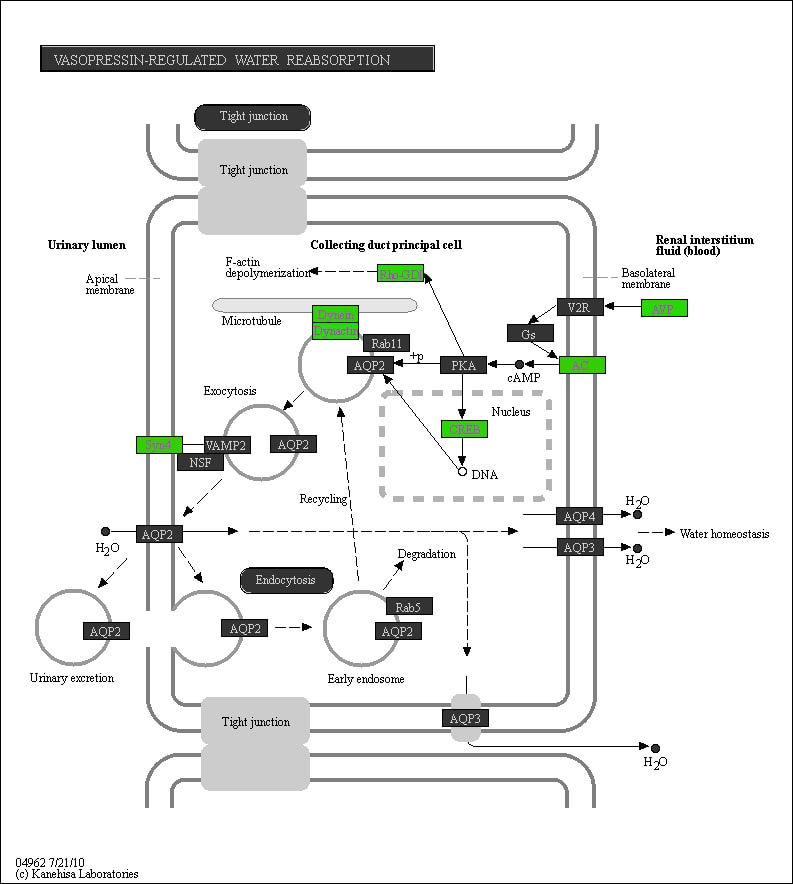 VASOPRESSIN-REGULATED WATER REABSORPTION
Tight junction
Tight junction
Urinary lumen
Collecting duct principal cell
Renal interstitium
fluid (blood)
F-actin
depolymerization
Rho-GDI
Apical
membrane
Basolateral
membrane
Microtubule
Dynein
Dynactin
V2R
AVP
Gs
Rab11
AQP2
+p
PKA
cAMP
AC
Exocytosis
Nucleus
CREB
Syn4
VAMP2
AQP2
NSF
DNA
Recycling
H2O
AQP4
AQP2
H2O
AQP3
H2O
Water homeostasis
Degradation
Endocytosis
Rab5
AQP2
AQP2
AQP2
Urinary excretion
Early endosome
Tight junction
AQP3
H2O
04962 7/21/10
(c) Kanehisa Laboratories